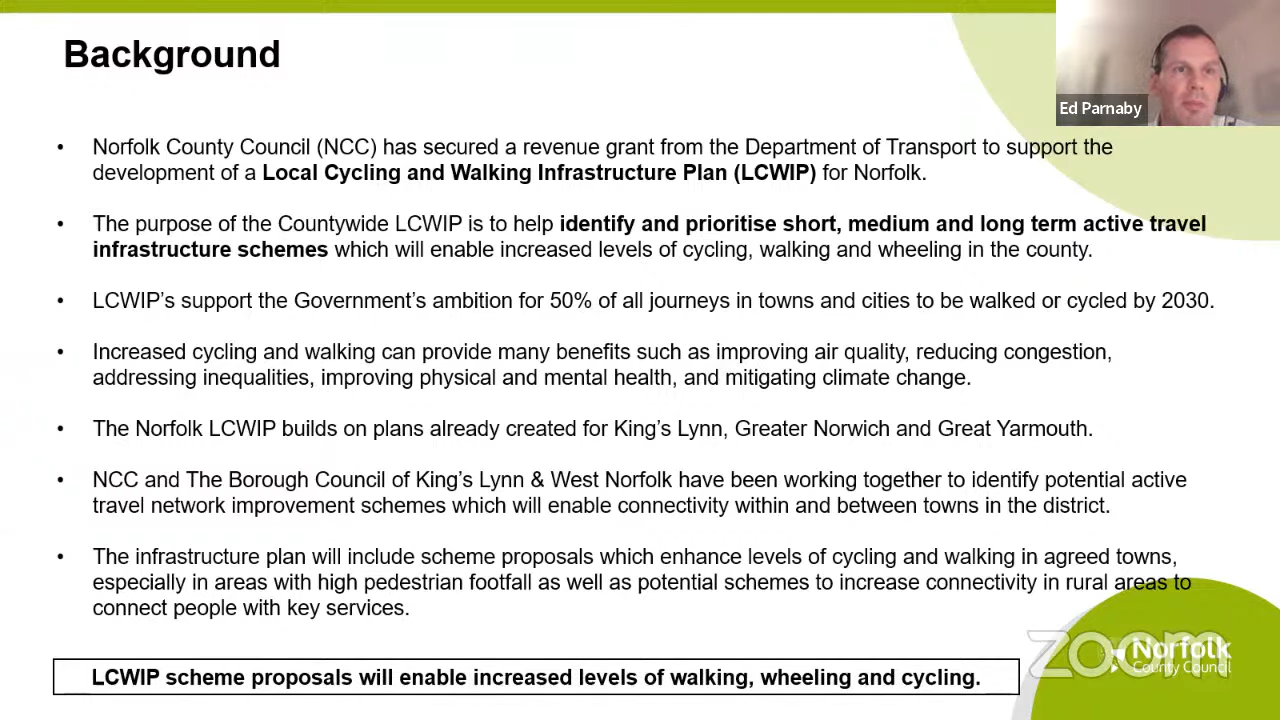 Background
Ed Parnaby
• Norfolk County Council (NCC) has secured a revenue grant from the Department of Transport to support the
development of a Local Cycling and Walking Infrastructure Plan (LCWIP) for Norfolk.
• The purpose of the Countywide LCWIP is to help identify and prioritise short, medium and long term active travel
infrastructure schemes which will enable increased levels of cycling, walking and wheeling in the county.
• LCWIP’s support the Government’s ambition for 50% of all journeys in towns and cities to be walked or cycled by 2030.
• Increased cycling and walking can provide many benefits such as improving air quality, reducing congestion,
addressing inequalities, improving physical and mental health, and mitigating climate change.
• The Norfolk LCWIP builds on plans already created for King’s Lynn, Greater Norwich and Great Yarmouth.
• NCC and The Borough Council of King’s Lynn & West Norfolk have been working together to identify potential active
travel network improvement schemes which will enable connectivity within and between towns in the district.
• The infrastructure plan will include scheme proposals which enhance levels of cycling and walking in agreed towns,
especially in areas with high pedestrian footfall as well as potential schemes to increase connectivity in rural areas to
connect people with key services.
LCWIP scheme proposals will enable increased levels of walking, wheeling and cycling.
zoom
Norfolk
County Council